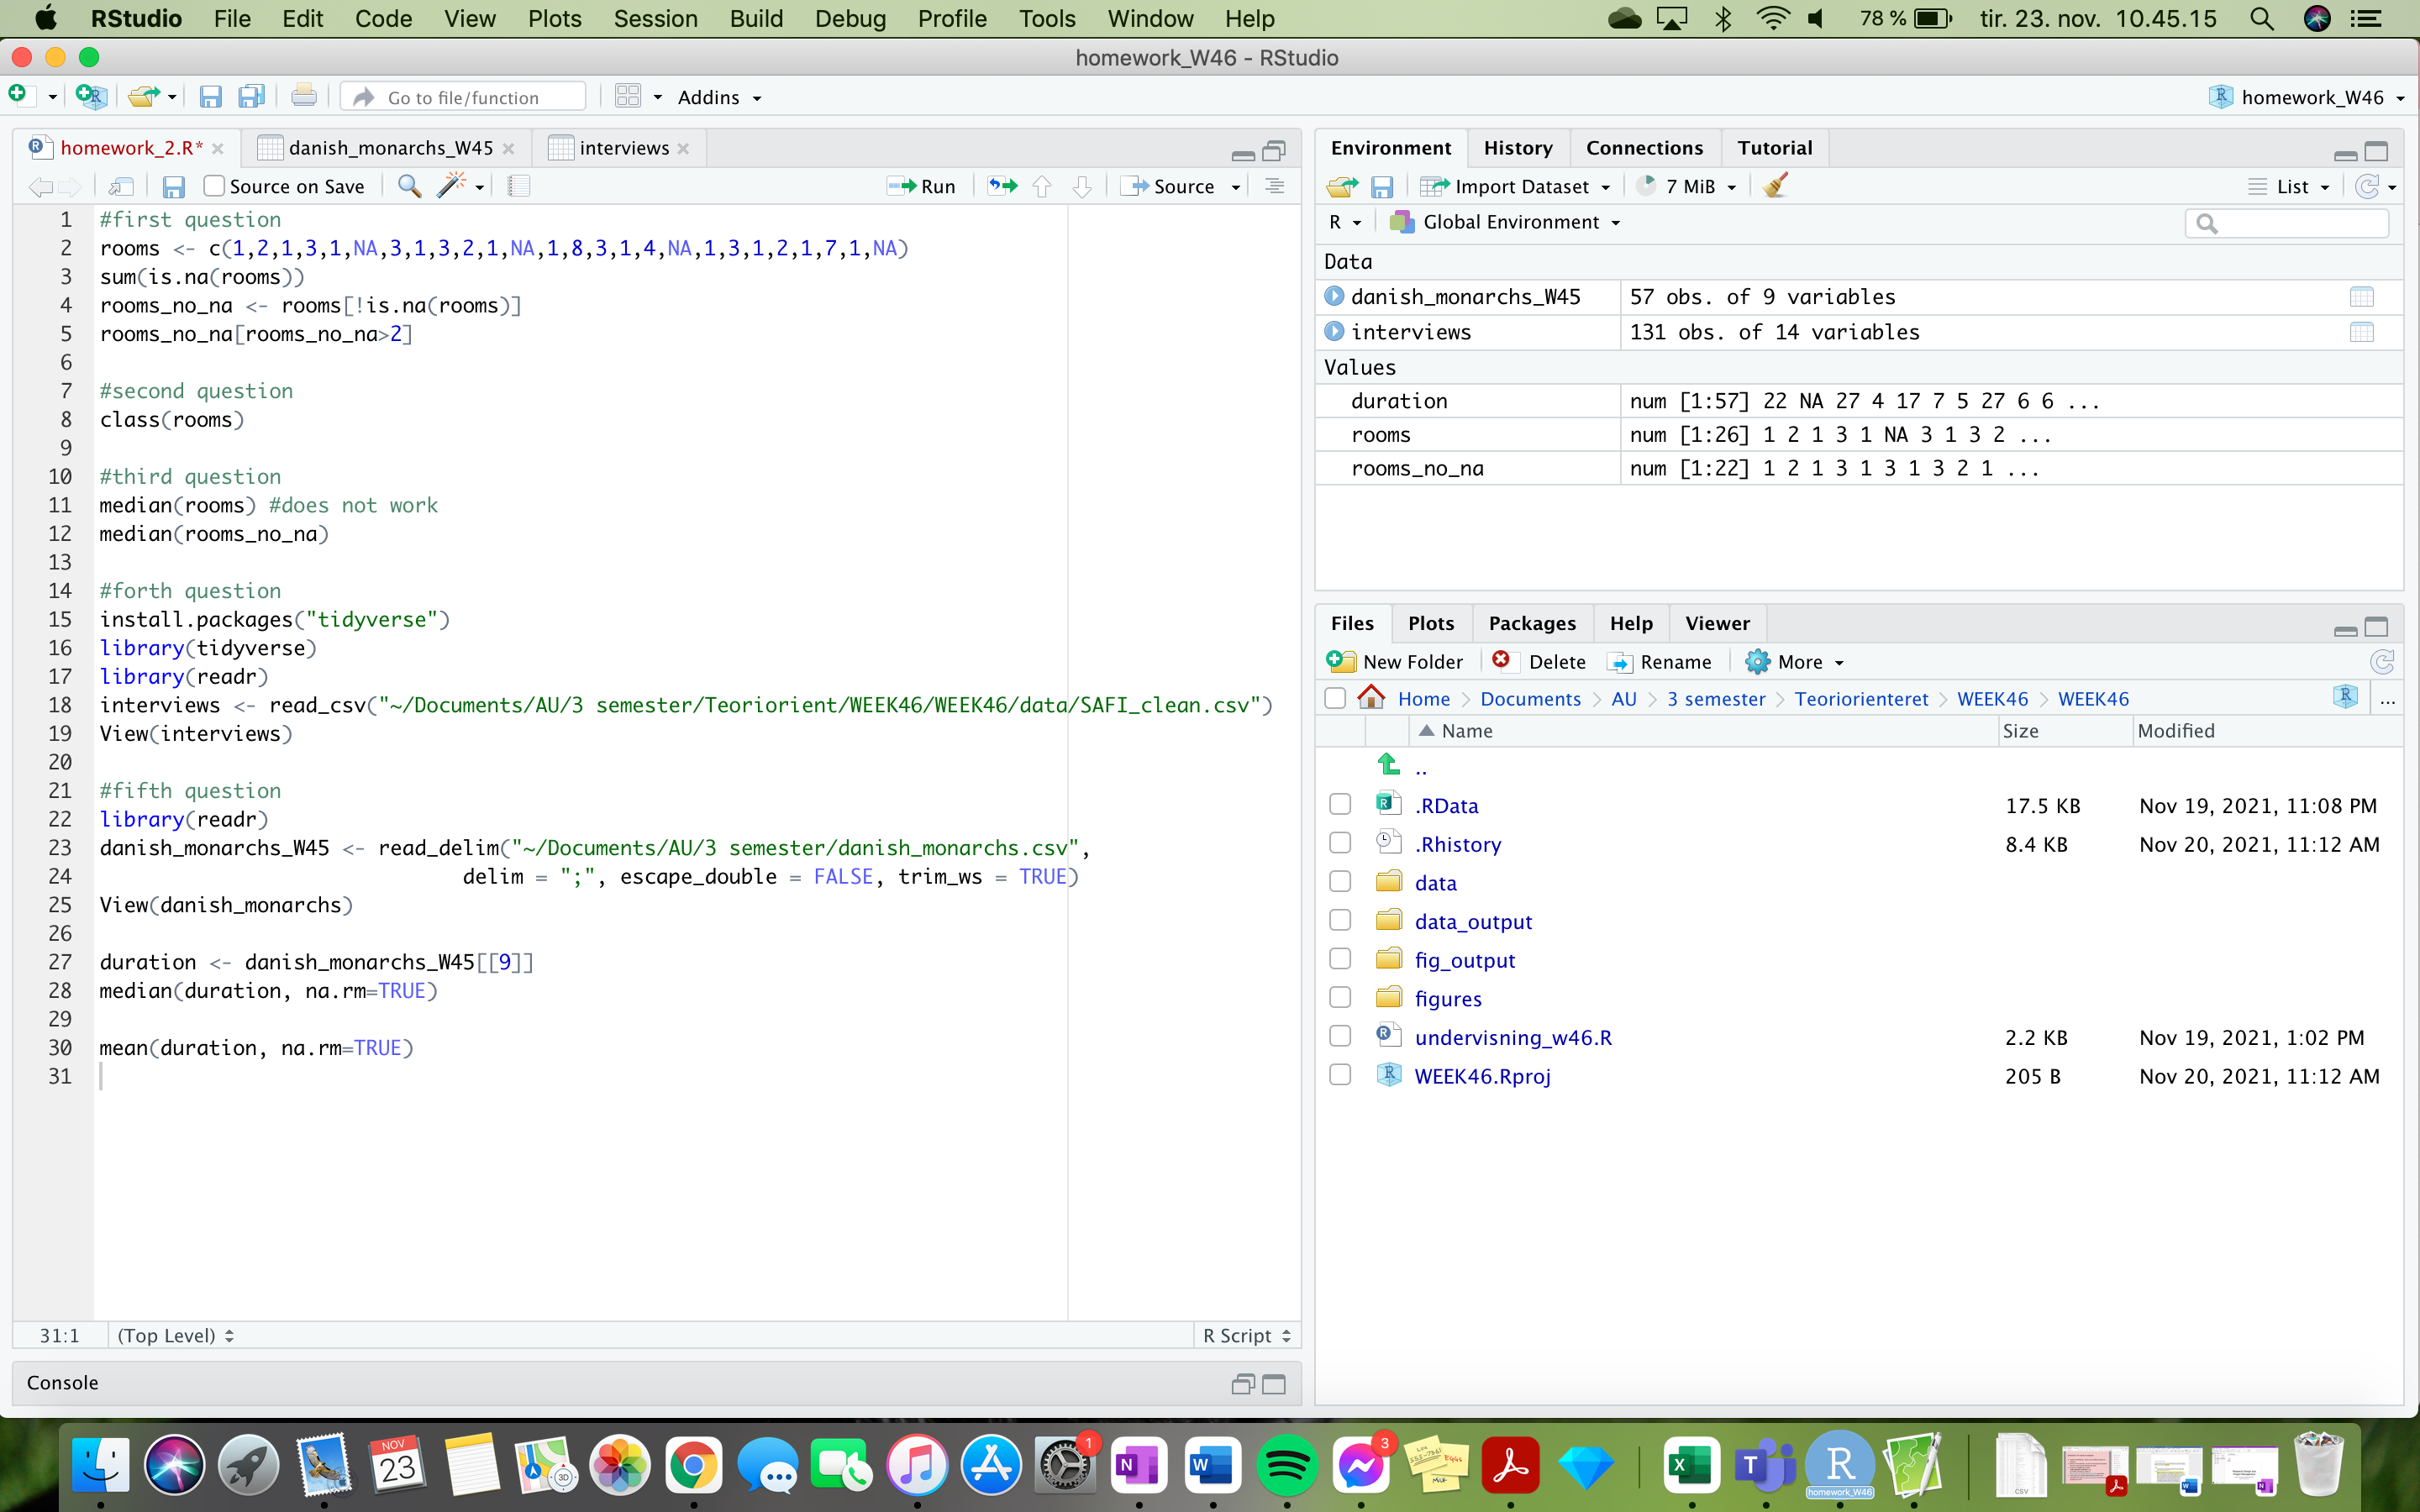 RStudio File Edit Code View Plots Session Build Debug Profile Tools Window Help 78 % tir. 23. nov. 10.45.15
homework_W46 - RStudio
Go to file/function Addins homework_W46
homework_2.R* danish_monarchs_W45 interviews
Source on Save Run Source
1 #first question
2 rooms <- c(1,2,1,3,1,NA,3,1,3,2,1,NA,1,8,3,1,4,NA,1,3,1,2,1,7,1,NA)
3 sum(is.na(rooms))
4 rooms_no_na <- rooms[!is.na(rooms)]
5 rooms_no_na[rooms_no_na>2]
6
7 #second question
8 class(rooms)
9
10 #third question
11 median(rooms) #does not work
12 median(rooms_no_na)
13
14 #forth question
15 install.packages("tidyverse")
16 library(tidyverse)
17 library(readr)
18 interviews <- read_csv("~/Documents/AU/3 semester/Teoriorient/WEEK46/WEEK46/data/SAFI_clean.csv")
19 View(interviews)
20
21 #fifth question
22 library(readr)
23 danish_monarchs_W45 <- read_delim("~/Documents/AU/3 semester/danish_monarchs.csv",
24 delim = ";", escape_double = FALSE, trim_ws = TRUE)
25 View(danish_monarchs)
26
27 duration <- danish_monarchs_W45[[9]]
28 median(duration, na.rm=TRUE)
29
30 mean(duration, na.rm=TRUE)
31
31:1 (Top Level) R Script
Console
Environment History Connections Tutorial
Import Dataset 7 MiB List
R Global Environment
Data
danish_monarchs_W45 57 obs. of 9 variables
interviews 131 obs. of 14 variables
Values
duration num [1:57] 22 NA 27 4 17 7 5 27 6 6 ...
rooms num [1:26] 1 2 1 3 1 NA 3 1 3 2 ...
rooms_no_na num [1:22] 1 2 1 3 1 3 1 3 2 1 ...
Files Plots Packages Help Viewer
New Folder Delete Rename More
Home Documents AU 3 semester Teoriorienteret WEEK46 WEEK46 ...
Name Size Modified
..
.RData 17.5 KB Nov 19, 2021, 11:08 PM
.Rhistory 8.4 KB Nov 20, 2021, 11:12 AM
data
data_output
fig_output
figures
undervisning_w46.R 2.2 KB Nov 19, 2021, 1:02 PM
WEEK46.Rproj 205 B Nov 20, 2021, 11:12 AM
NOV
23
3D
1
N
W
3
X
T
R
homework_W46
CSV